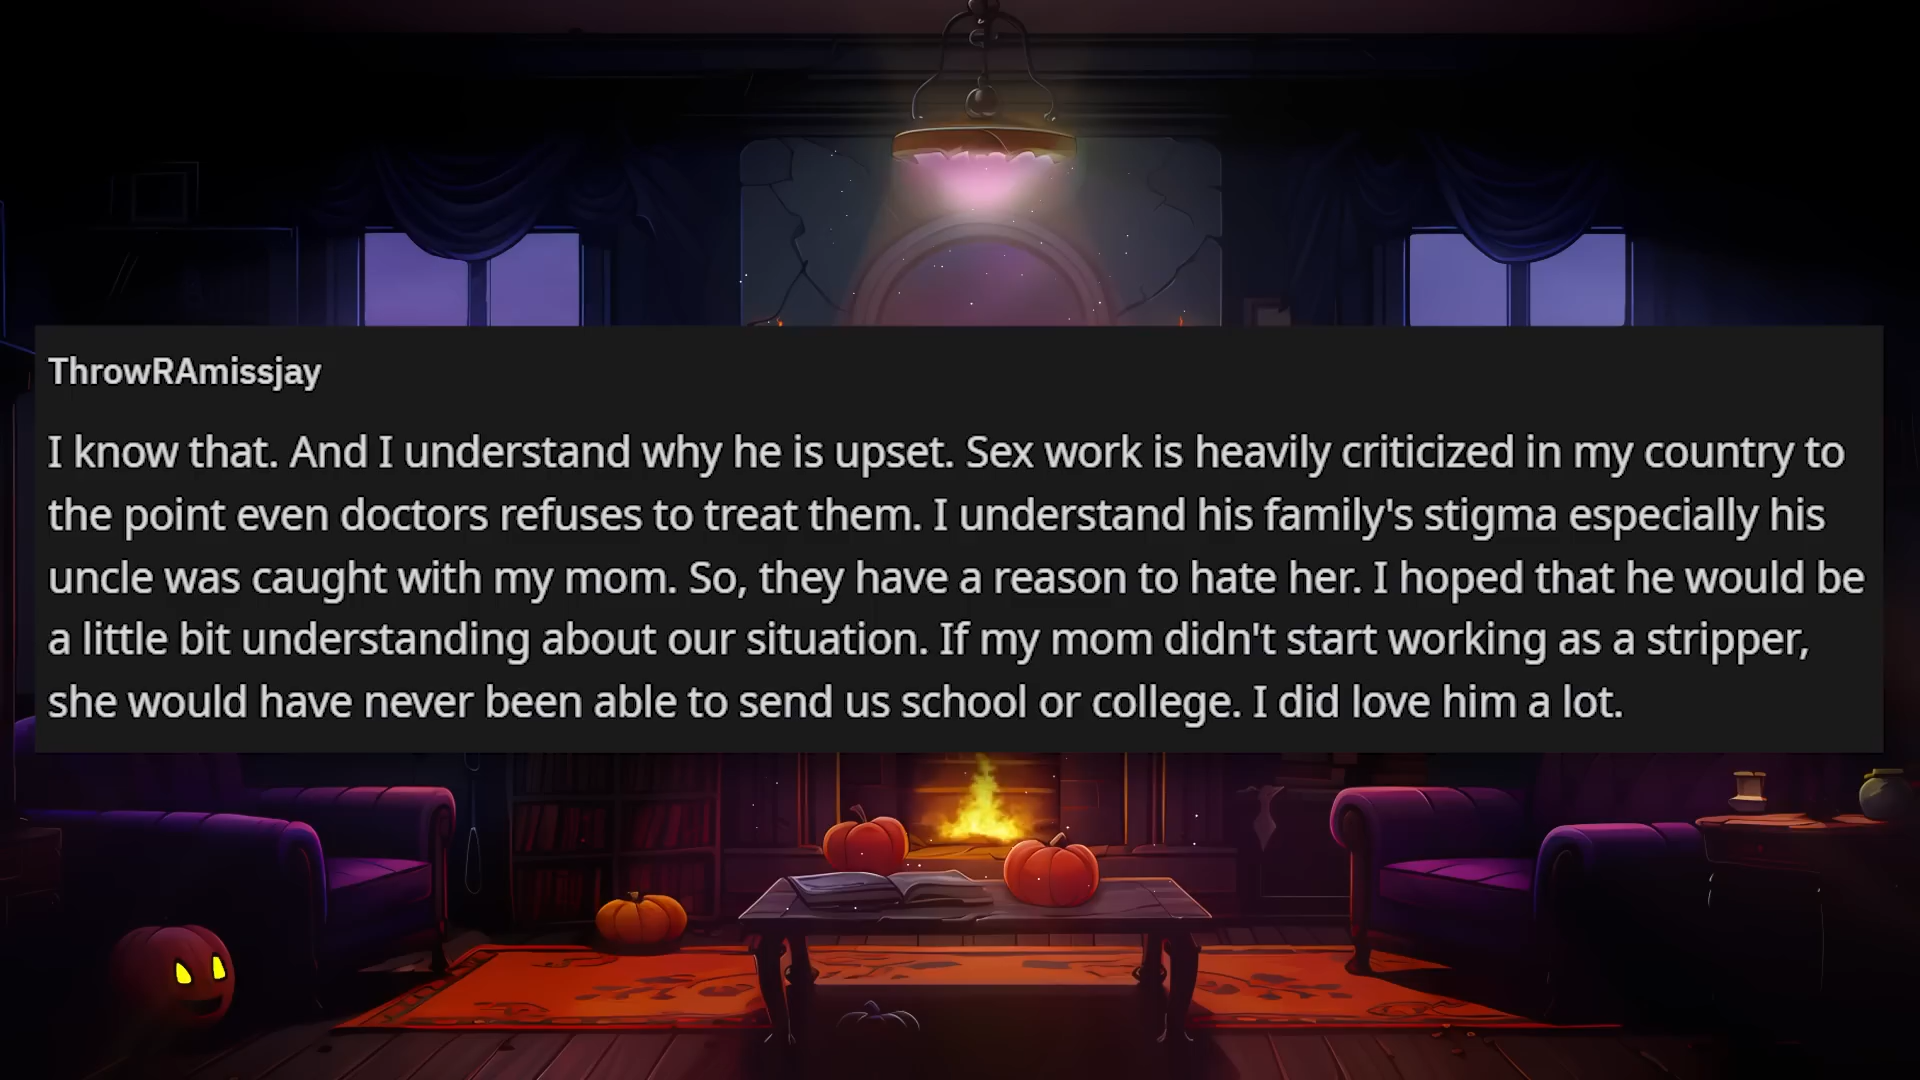 ThrowRAmissjay
I know that. And I understand why he is upset. Sex work is heavily criticized in my country to
the point even doctors refuses to treat them. I understand his family's stigma especially his
uncle was caught with my mom. So, they have a reason to hate her. I hoped that he would be
a little bit understanding about our situation. If my mom didn't start working as a stripper,
she would have never been able to send us school or college. I did love him a lot.